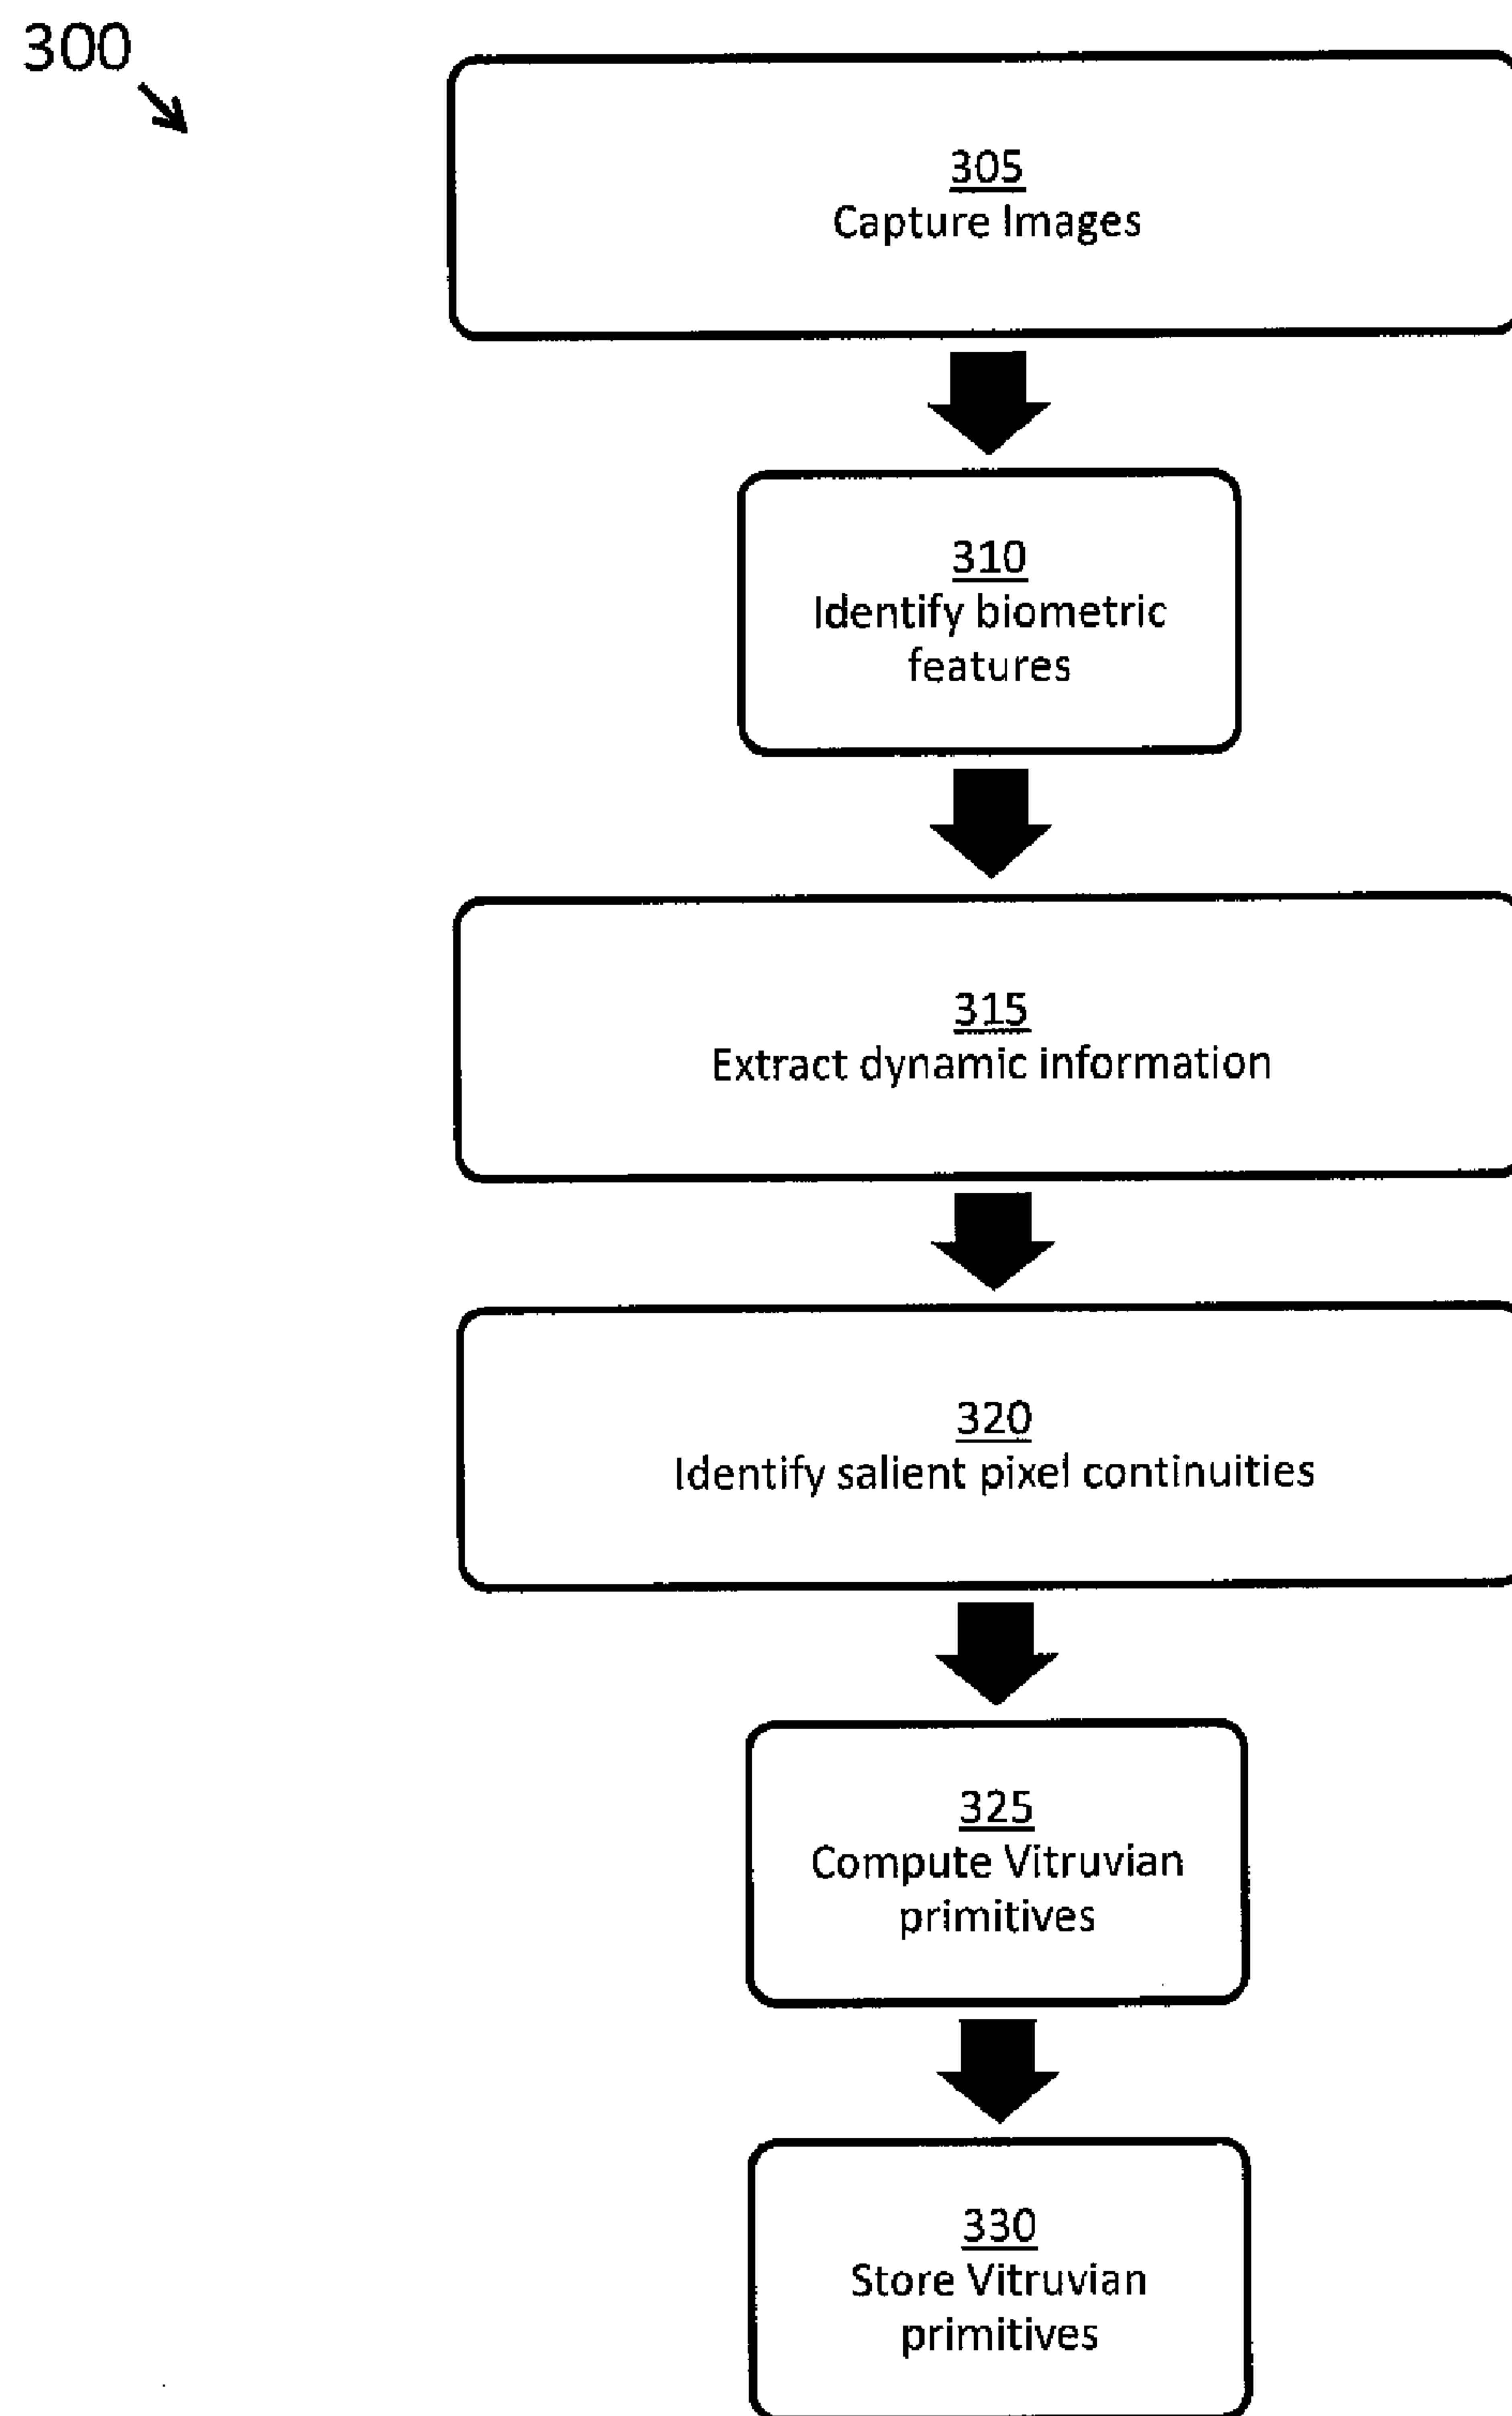 300
305
Capture Images
310
Identify biometric
features
315
Extract dynamic information
320
Identify salient pixel continuities
325
Compute Vitruvian
primitives
330
Store Vitruvian
primitives